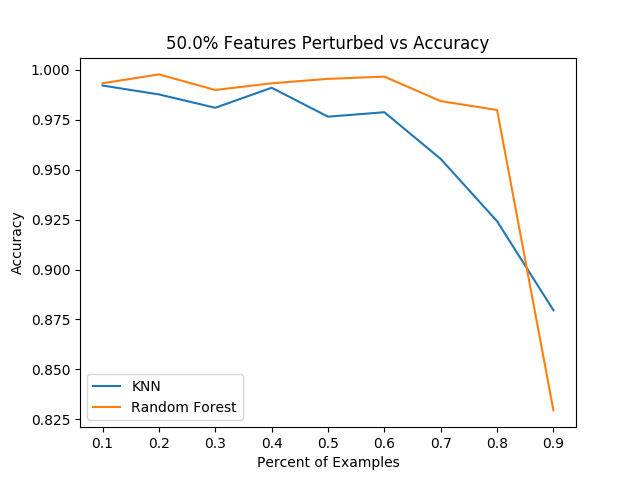 50.0% Features Perturbed vs Accuracy
Accuracy
1.000
0.975
0.950
0.925
0.900
0.875
0.850
0.825
KNN
Random Forest
0.1 0.2 0.3 0.4 0.5 0.6 0.7 0.8 0.9
Percent of Examples